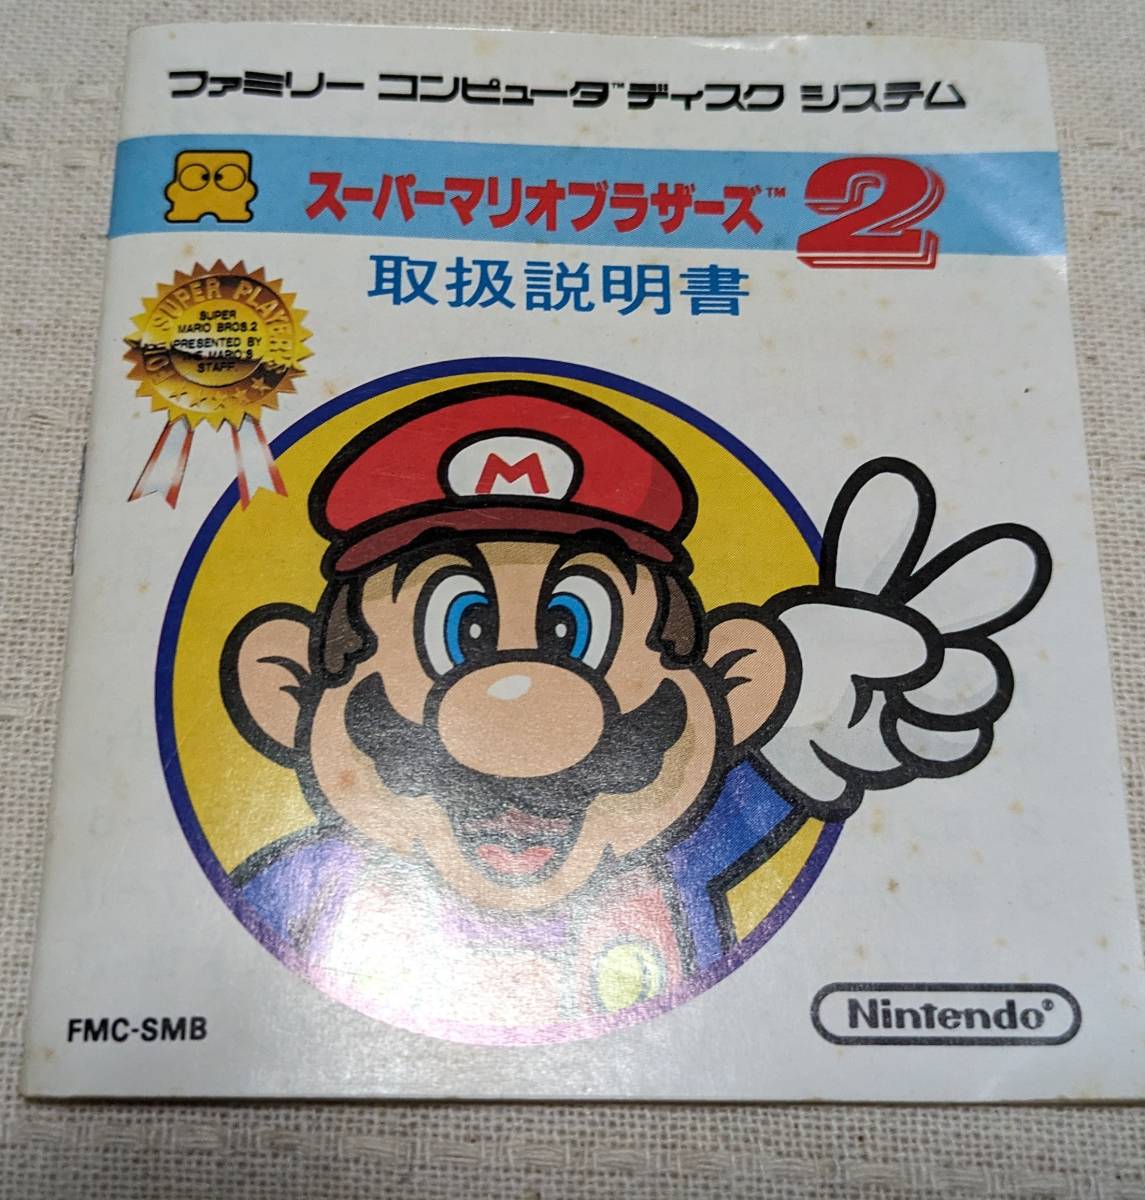 ファミリー コンピュータ™ ディスク システム
スーパーマリオブラザーズ™ 2
取扱説明書
FOR SUPER PLAYERS
SUPER
MARIO BROS.2
PRESENTED BY
THE MARIO'S
STAFF
M
FMC-SMB
Nintendo®